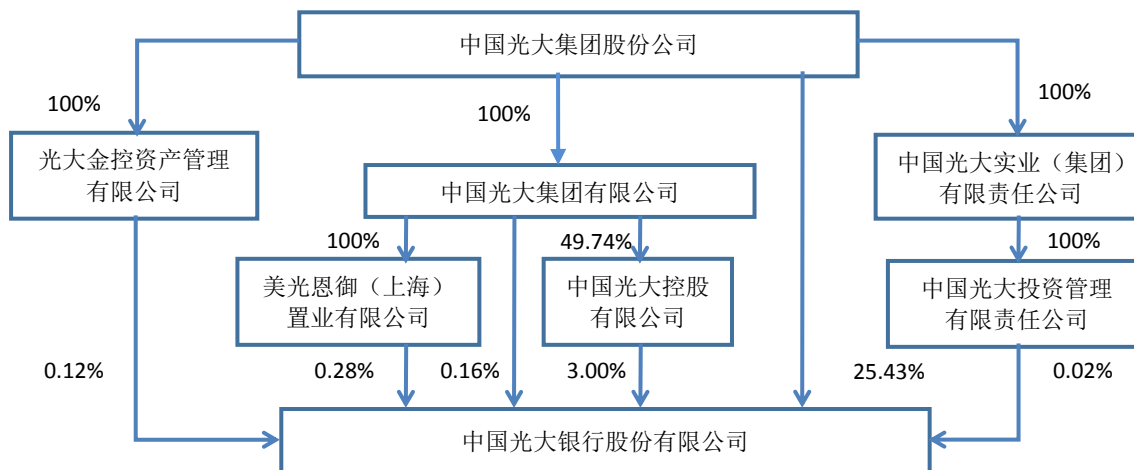 中国光大集团股份公司
100%
100%
100%
光大金控资产管理
有限公司
中国光大集团有限公司
中国光大实业（集团）
有限责任公司
100%
49.74%
100%
美光恩御（上海）
置业有限公司
中国光大控股
有限公司
中国光大投资管理
有限责任公司
0.12%
0.28%
0.16%
3.00%
25.43%
0.02%
中国光大银行股份有限公司